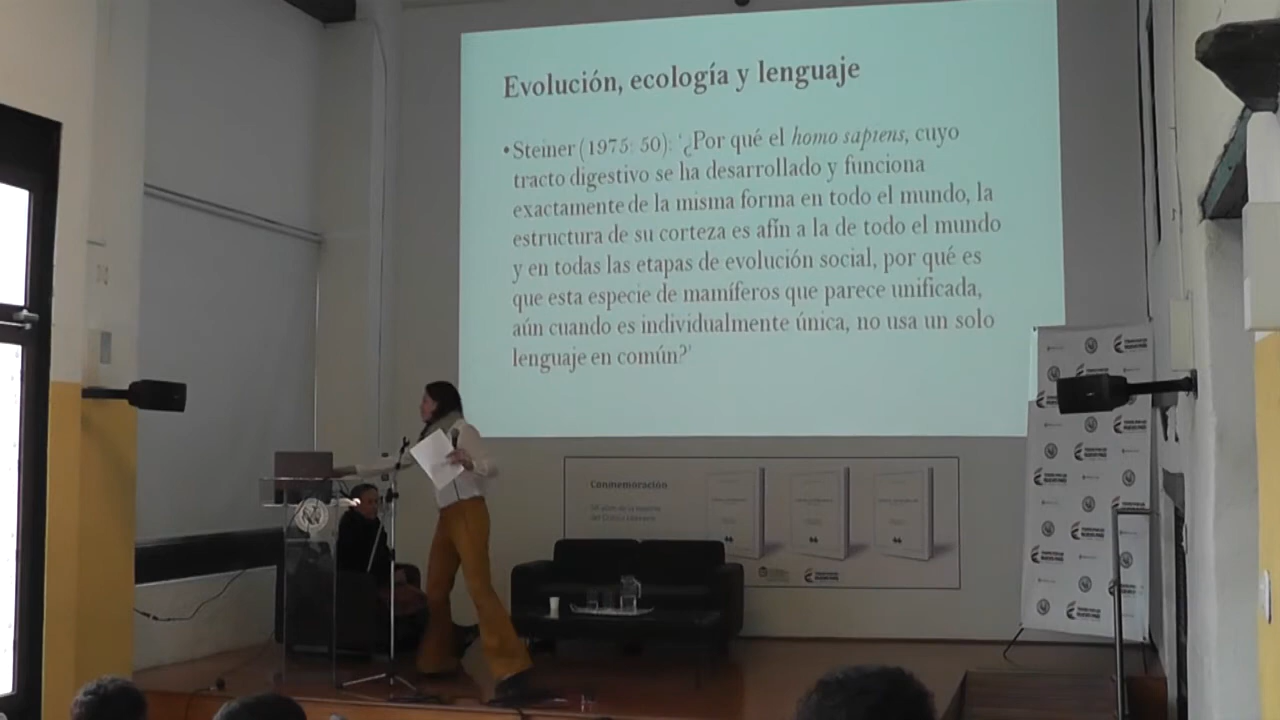 Evolución, ecología y lenguaje
•Steiner (1975: 50): '¿Por qué el homo sapiens, cuyo
tracto digestivo se ha desarrollado y funciona
exactamente de la misma forma en todo el mundo, la
estructura de su corteza es afín a la de todo el mundo
y en todas las etapas de evolución social, por qué es
que esta especie de mamíferos que parece unificada,
aún cuando es individualmente única, no usa un solo
lenguaje en común?'
Conmemoración